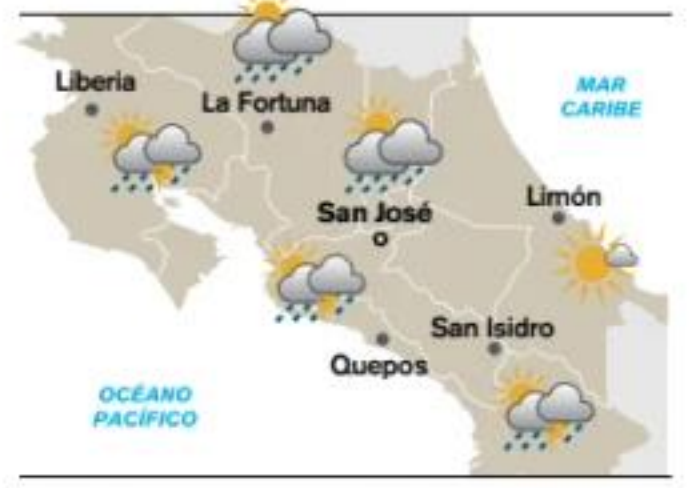 Liberia
La Fortuna
MAR
CARIBE
San José
Limón
San Isidro
Quepos
OCÉANO
PACÍFICO